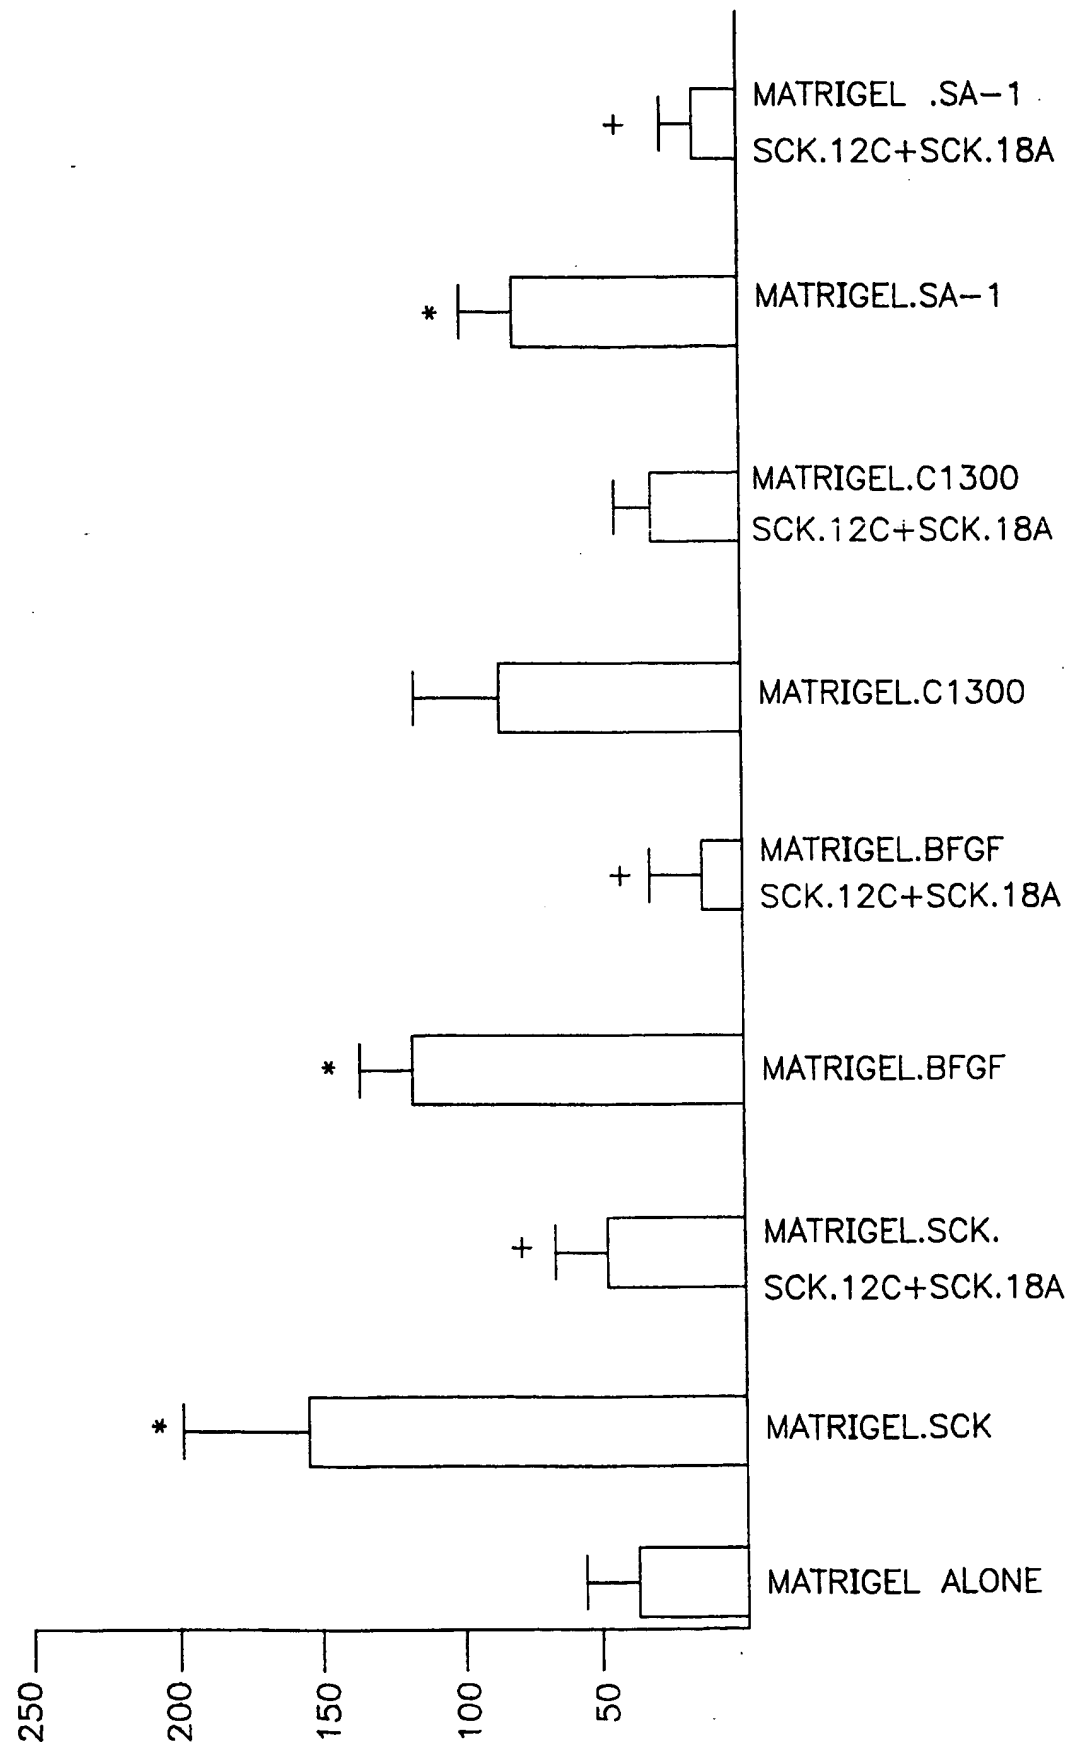 +
MATRIGEL .SA-1
SCK.12C+SCK.18A
*
MATRIGEL.SA-1
MATRIGEL.C1300
SCK.12C+SCK.18A
MATRIGEL.C1300
+
MATRIGEL.BFGF
SCK.12C+SCK.18A
*
MATRIGEL.BFGF
+
MATRIGEL.SCK.
SCK.12C+SCK.18A
*
MATRIGEL.SCK
MATRIGEL ALONE
250
200
150
100
50